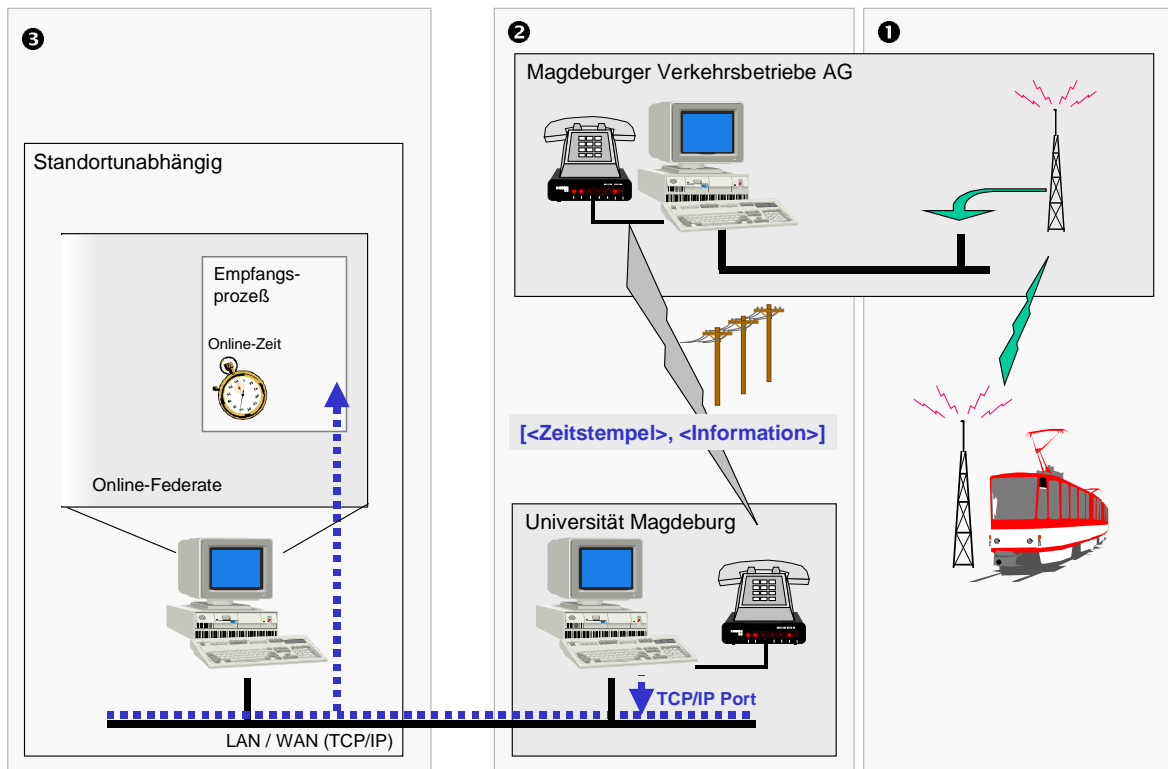 ❸
❷
❶
Magdeburger Verkehrsbetriebe AG
Standortunabhängig
Empfangs-
prozeß
Online-Zeit
Online-Federate
[<Zeitstempel>, <Information>]
Universität Magdeburg
TCP/IP Port
LAN / WAN (TCP/IP)